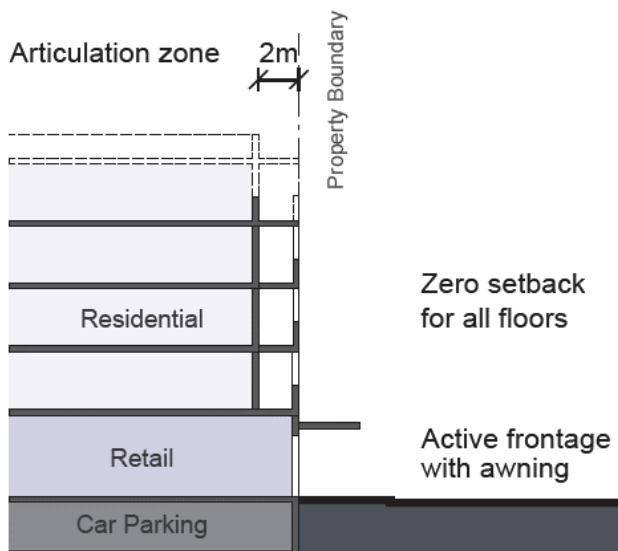 Articulation zone
2m
Property Boundary
Zero setback
for all floors
Residential
Active frontage
with awning
Retail
Car Parking